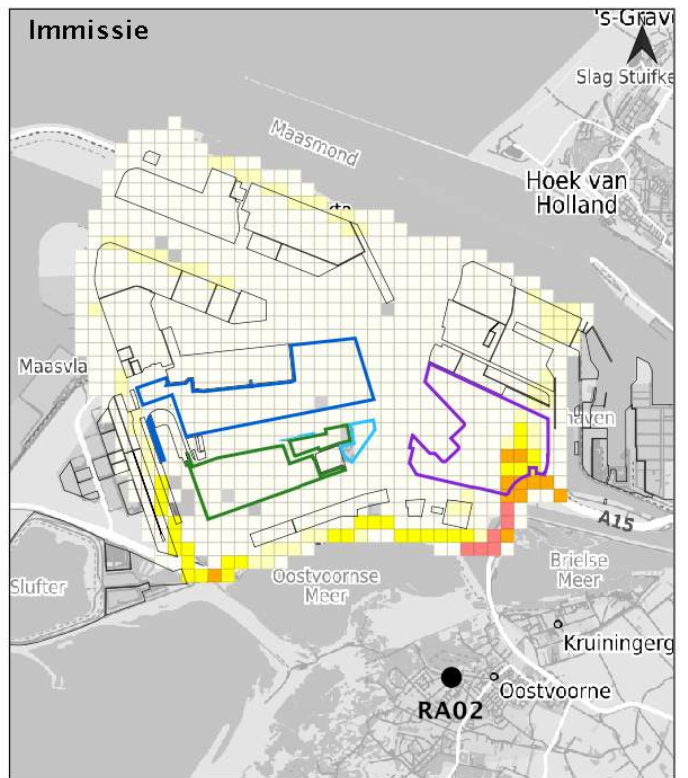 Immissie
's-Grave
Slag Stuifke
Maasmond
Hoek van
Holland
Maasvla
haven
A15
Slufter
Oostvoornse
Meer
Brielse
Meer
Kruiningerg
Oostvoorne
RA02